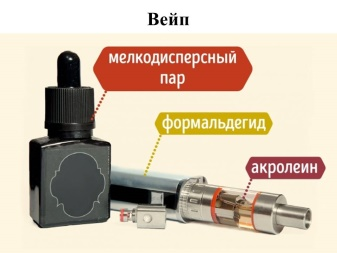 Вейп
мелкодисперсный
пар
формальдегид
акролеин